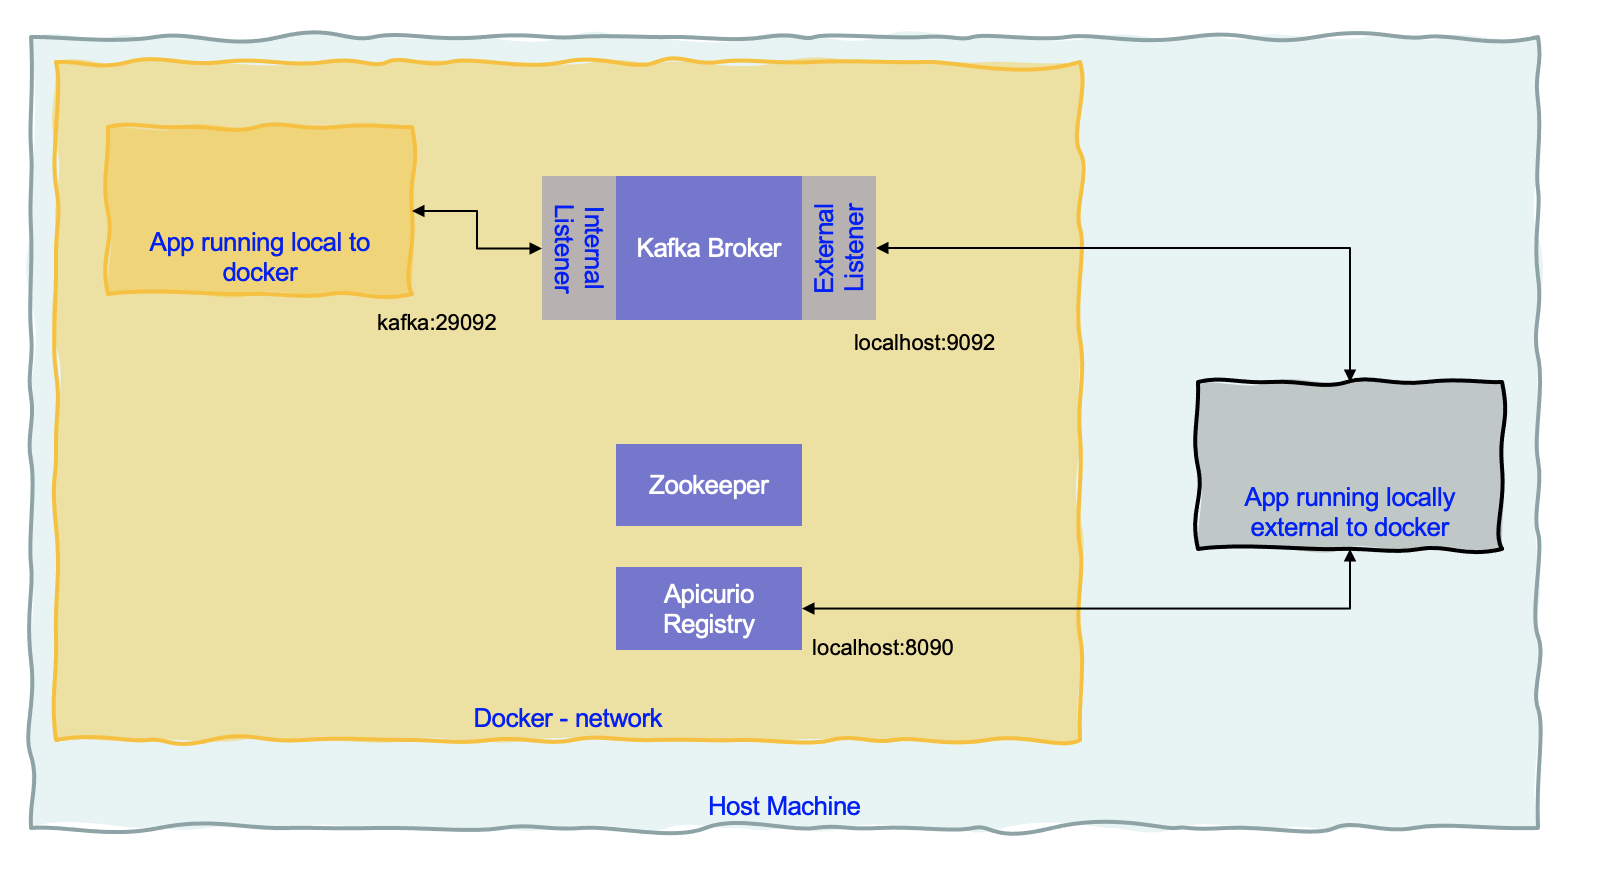 App running local to
docker
Internal
Listener
Kafka Broker
External
Listener
kafka:29092
localhost:9092
Zookeeper
App running locally
external to docker
Apicurio
Registry
localhost:8090
Docker - network
Host Machine